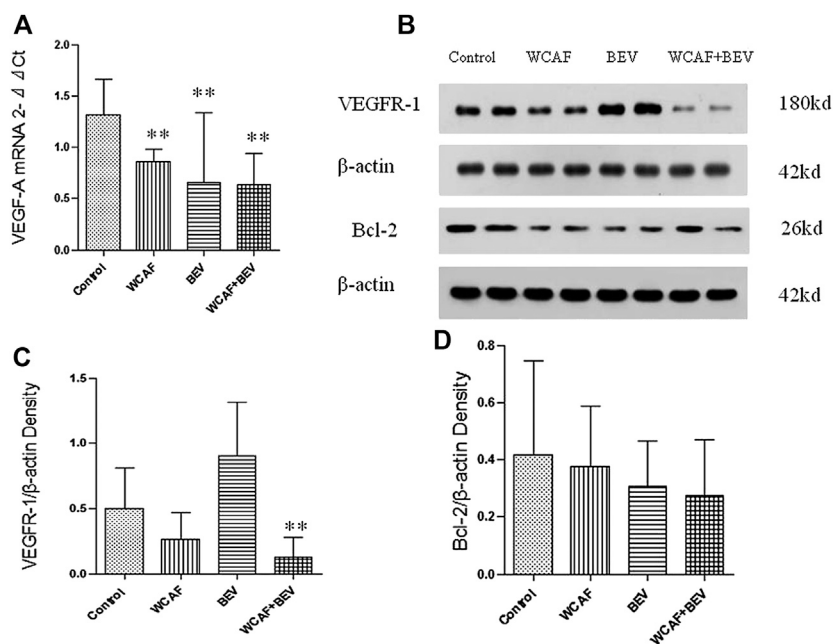 A
VEGF-A mRNA 2-⊿⊿Ct
2.0
1.5
1.0
0.5
0.0
**
**
**
Control
WCAF
BEV
WCAF+BEV
B
Control WCAF BEV WCAF+BEV
VEGFR-1 180kd
β-actin 42kd
Bcl-2 26kd
β-actin 42kd
C
VEGFR-1/β-actin Density
1.5
1.0
0.5
0.0
**
Control
WCAF
BEV
WCAF+BEV
D
Bcl-2/β-actin Density
0.8
0.6
0.4
0.2
0.0
Control
WCAF
BEV
WCAF+BEV